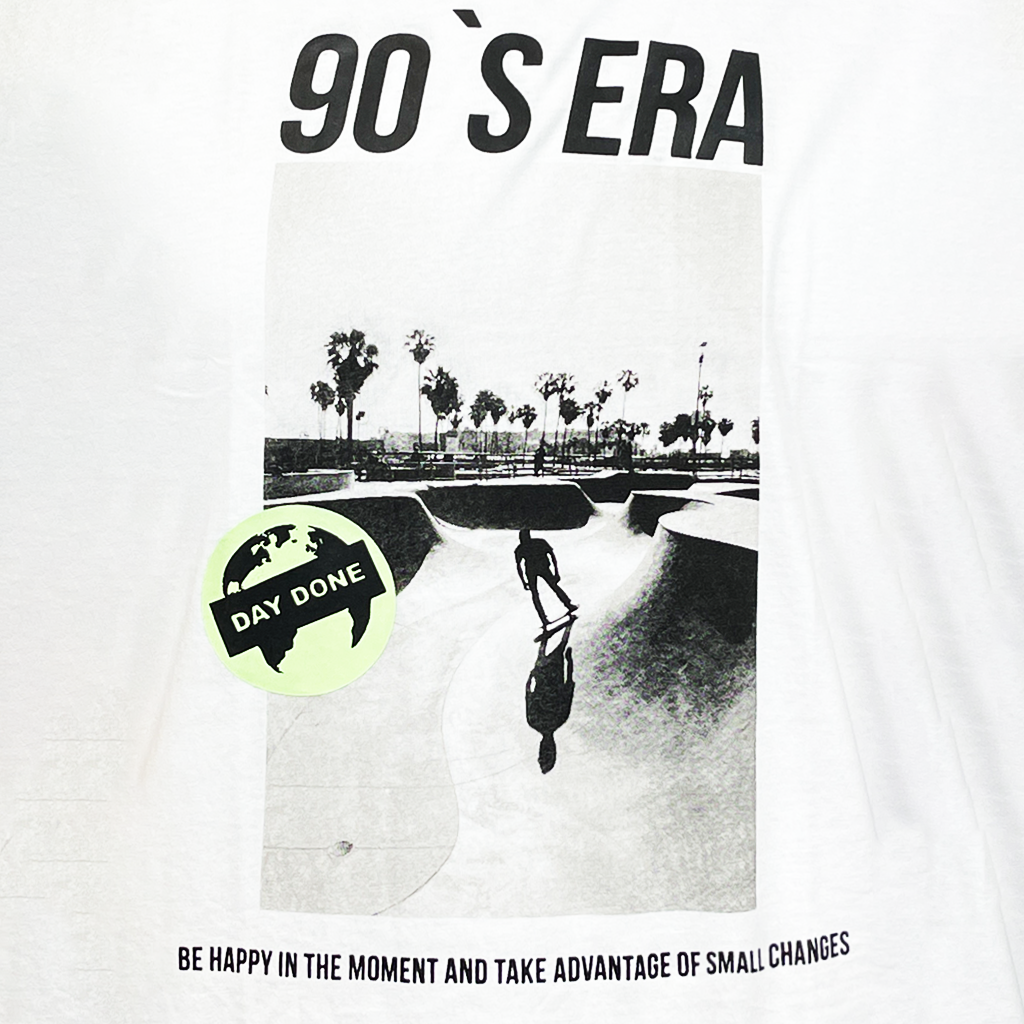 90`S ERA
DAY DONE
BE HAPPY IN THE MOMENT AND TAKE ADVANTAGE OF SMALL CHANGES